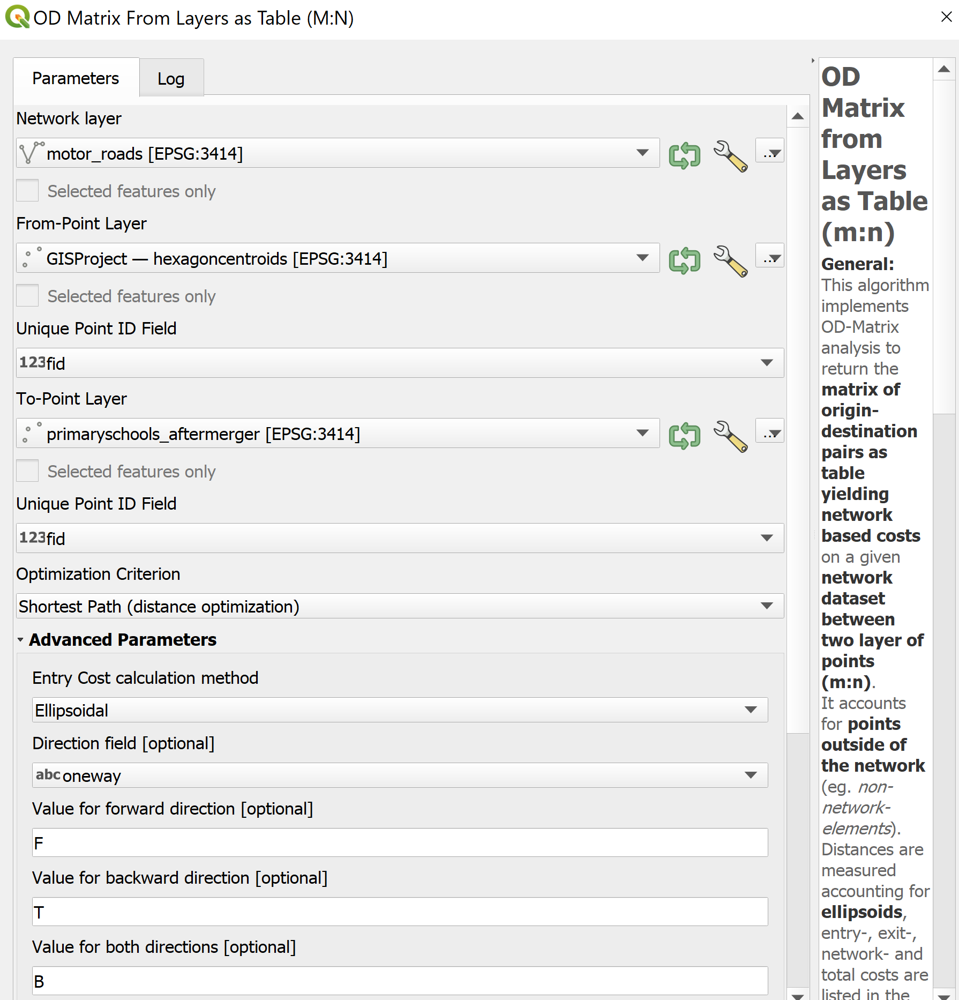 OD Matrix From Layers as Table (M:N)
Parameters
Log
Network layer
motor_roads [EPSG:3414]
...
Selected features only
From-Point Layer
GISProject — hexagoncentroids [EPSG:3414]
...
Selected features only
Unique Point ID Field
123 fid
To-Point Layer
primaryschools_aftermerger [EPSG:3414]
...
Selected features only
Unique Point ID Field
123 fid
Optimization Criterion
Shortest Path (distance optimization)
Advanced Parameters
Entry Cost calculation method
Ellipsoidal
Direction field [optional]
abc oneway
Value for forward direction [optional]
F
Value for backward direction [optional]
T
Value for both directions [optional]
B
OD
Matrix
from
Layers
as Table
(m:n)
General:
This algorithm
implements
OD-Matrix
analysis to
return the
matrix of
origin-
destination
pairs as
table
yielding
network
based costs
on a given
network
dataset
between
two layer of
points
(m:n).
It accounts
for points
outside of
the network
(eg. non-
network-
elements).
Distances are
measured
accounting for
ellipsoids,
entry-, exit-,
network- and
total costs are
listed in the